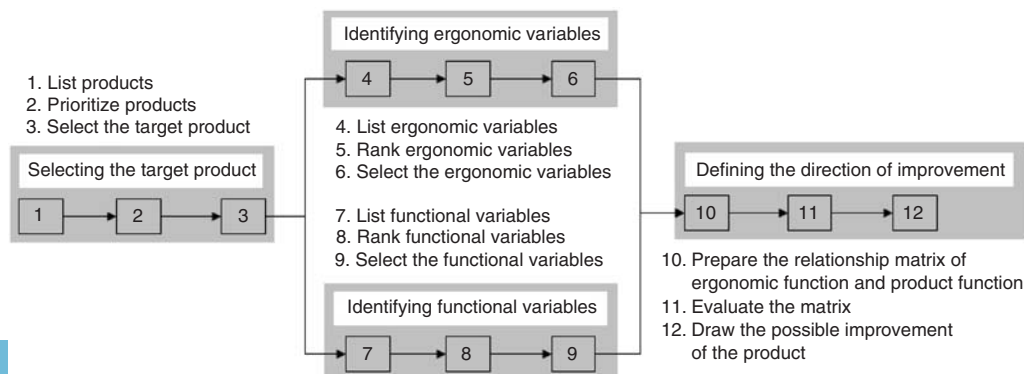 1. List products
2. Prioritize products
3. Select the target product
Selecting the target product
1 2 3
Identifying ergonomic variables
4 5 6
4. List ergonomic variables
5. Rank ergonomic variables
6. Select the ergonomic variables
7. List functional variables
8. Rank functional variables
9. Select the functional variables
Identifying functional variables
7 8 9
Defining the direction of improvement
10 11 12
10. Prepare the relationship matrix of
ergonomic function and product function
11. Evaluate the matrix
12. Draw the possible improvement
of the product